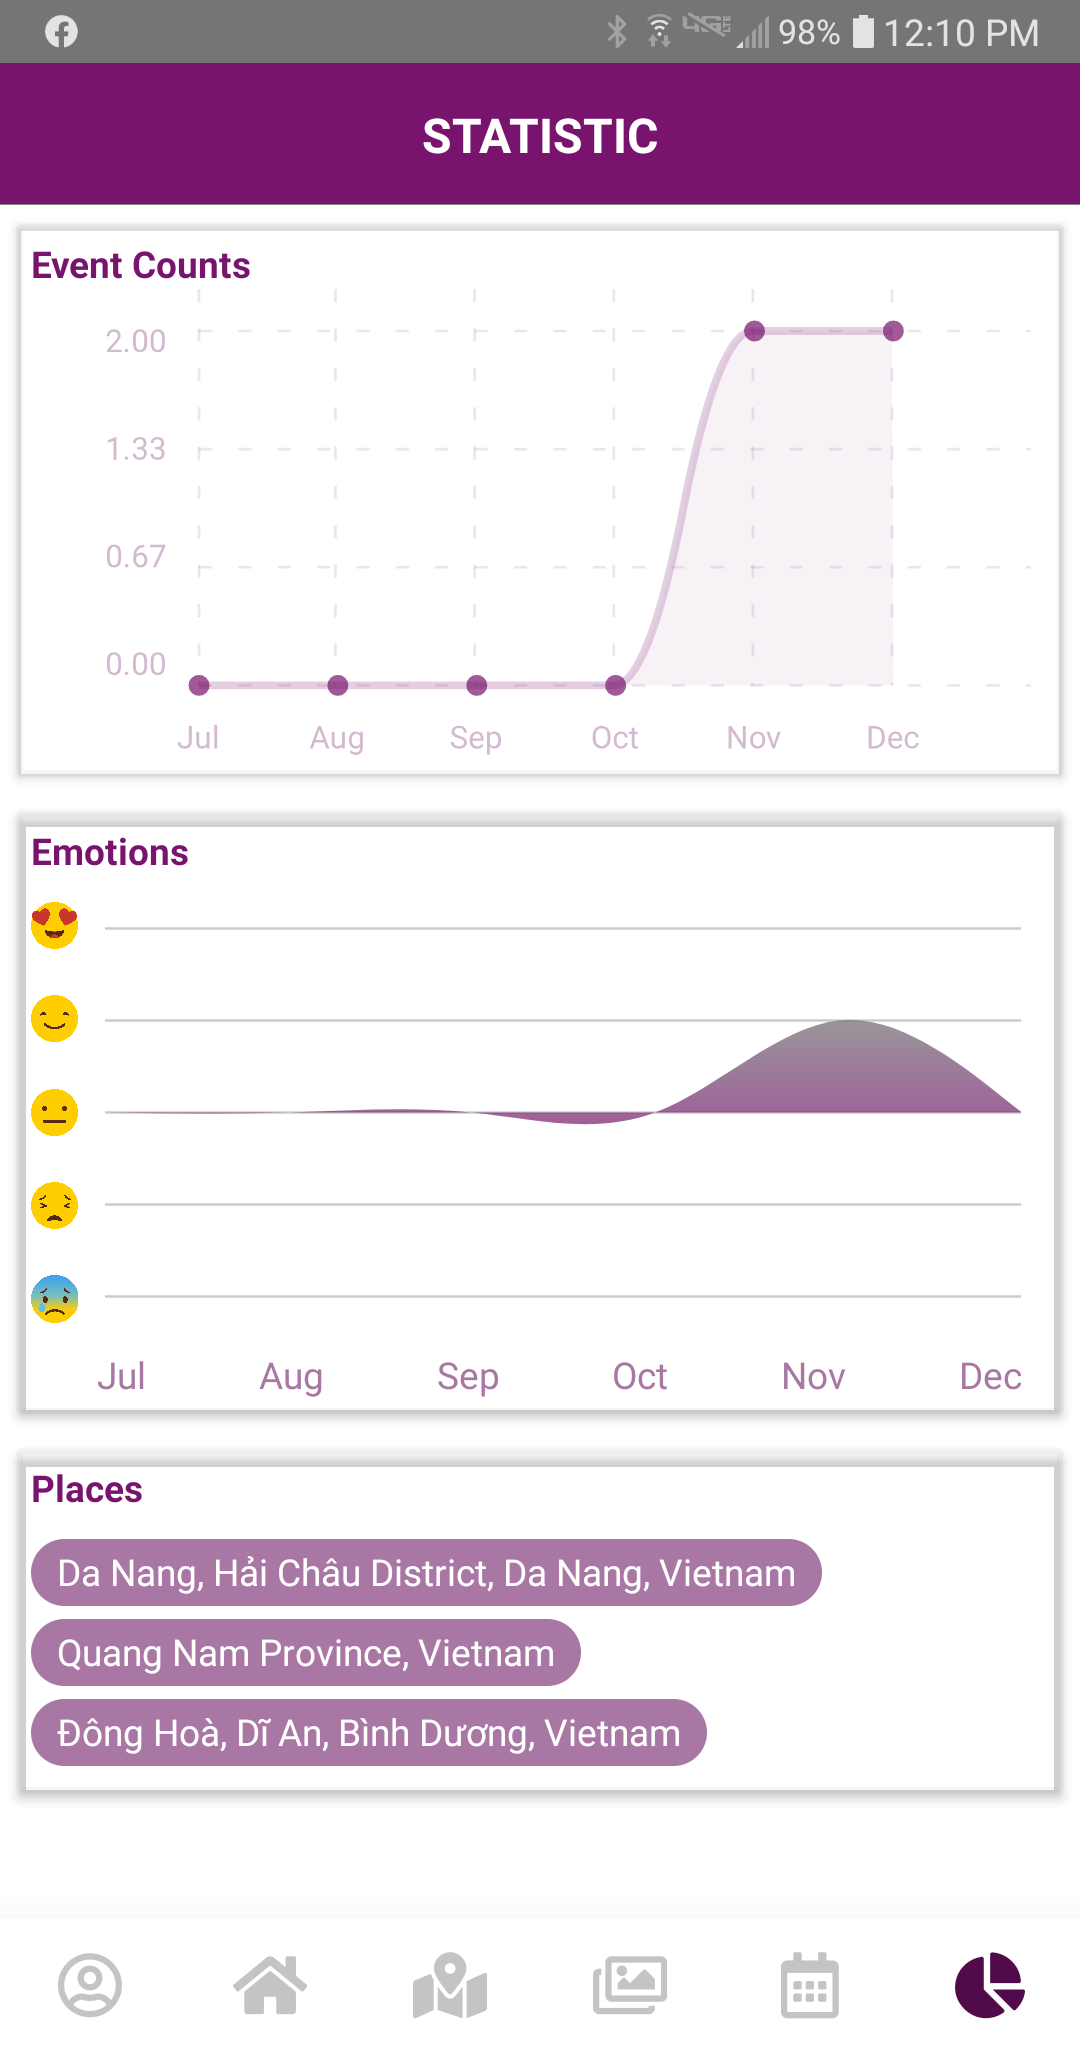 98% 12:10 PM
STATISTIC
Event Counts
2.00
1.33
0.67
0.00
Jul Aug Sep Oct Nov Dec
Emotions
Jul Aug Sep Oct Nov Dec
Places
Da Nang, Hải Châu District, Da Nang, Vietnam
Quang Nam Province, Vietnam
Đông Hoà, Dĩ An, Bình Dương, Vietnam